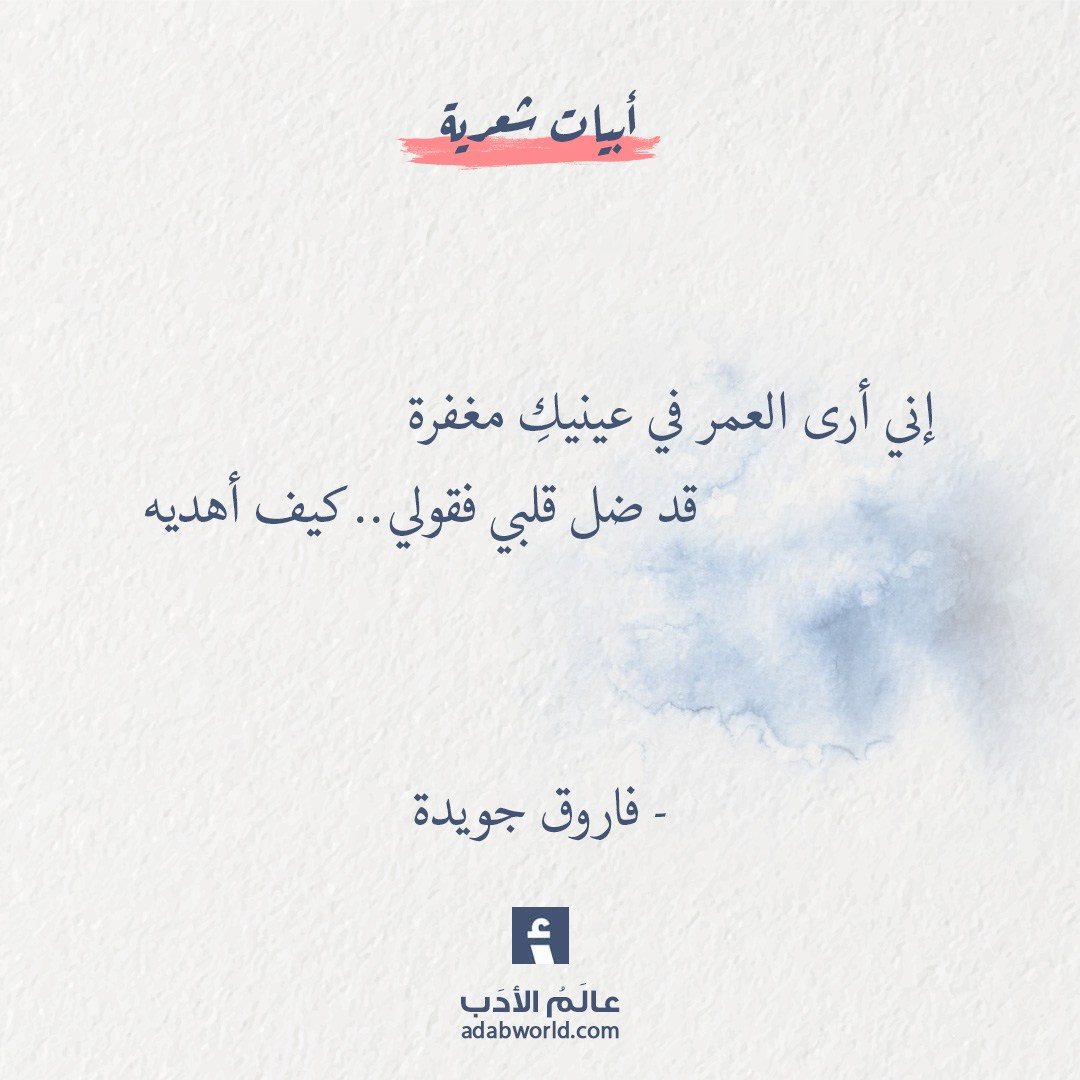 أبيات شعرية
إني أرى العمر في عينيكِ مغفرة
قد ضل قلبي فقولي.. كيف أهديه
- فاروق جويدة
أ
عالَمُ الأدَب
adabworld.com